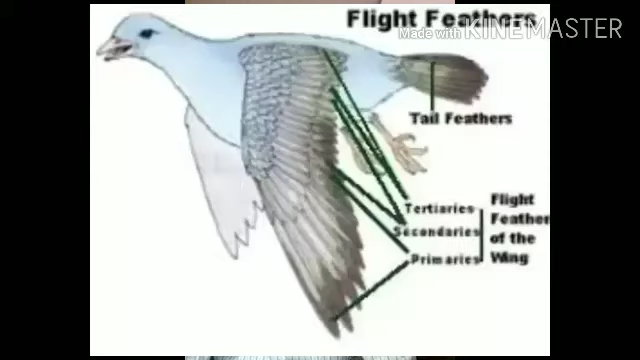 Flight Feathers
Made with KINEMASTER
Tail Feathers
Tertiaries
Secondaries
Primaries
Flight
Feather
of the
Wing